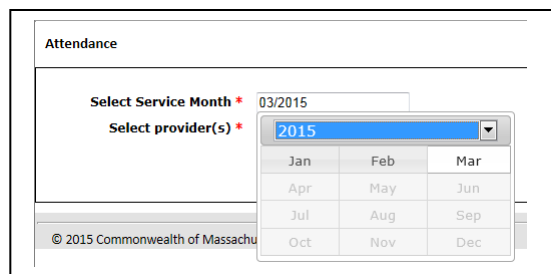 Attendance
Select Service Month * 03/2015
Select provider(s) *
2015
Jan Feb Mar
Apr May Jun
Jul Aug Sep
Oct Nov Dec
© 2015 Commonwealth of Massachu